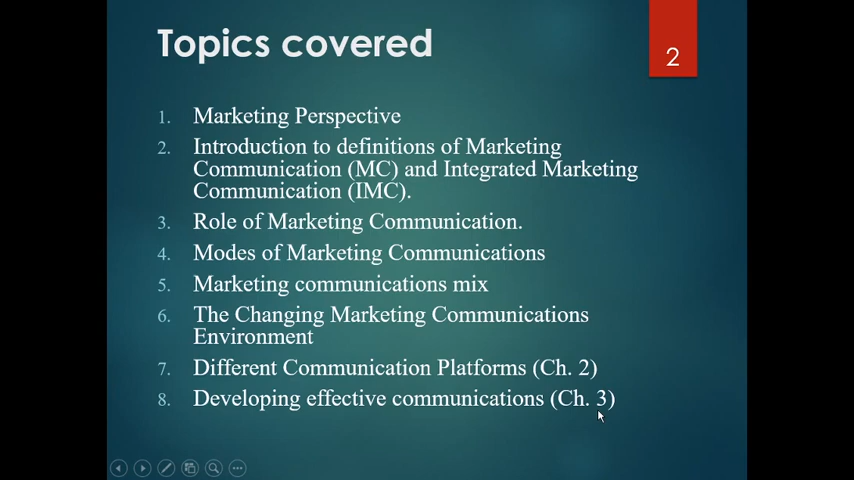 Topics covered
2
1. Marketing Perspective
2. Introduction to definitions of Marketing
Communication (MC) and Integrated Marketing
Communication (IMC).
3. Role of Marketing Communication.
4. Modes of Marketing Communications
5. Marketing communications mix
6. The Changing Marketing Communications
Environment
7. Different Communication Platforms (Ch. 2)
8. Developing effective communications (Ch. 3)